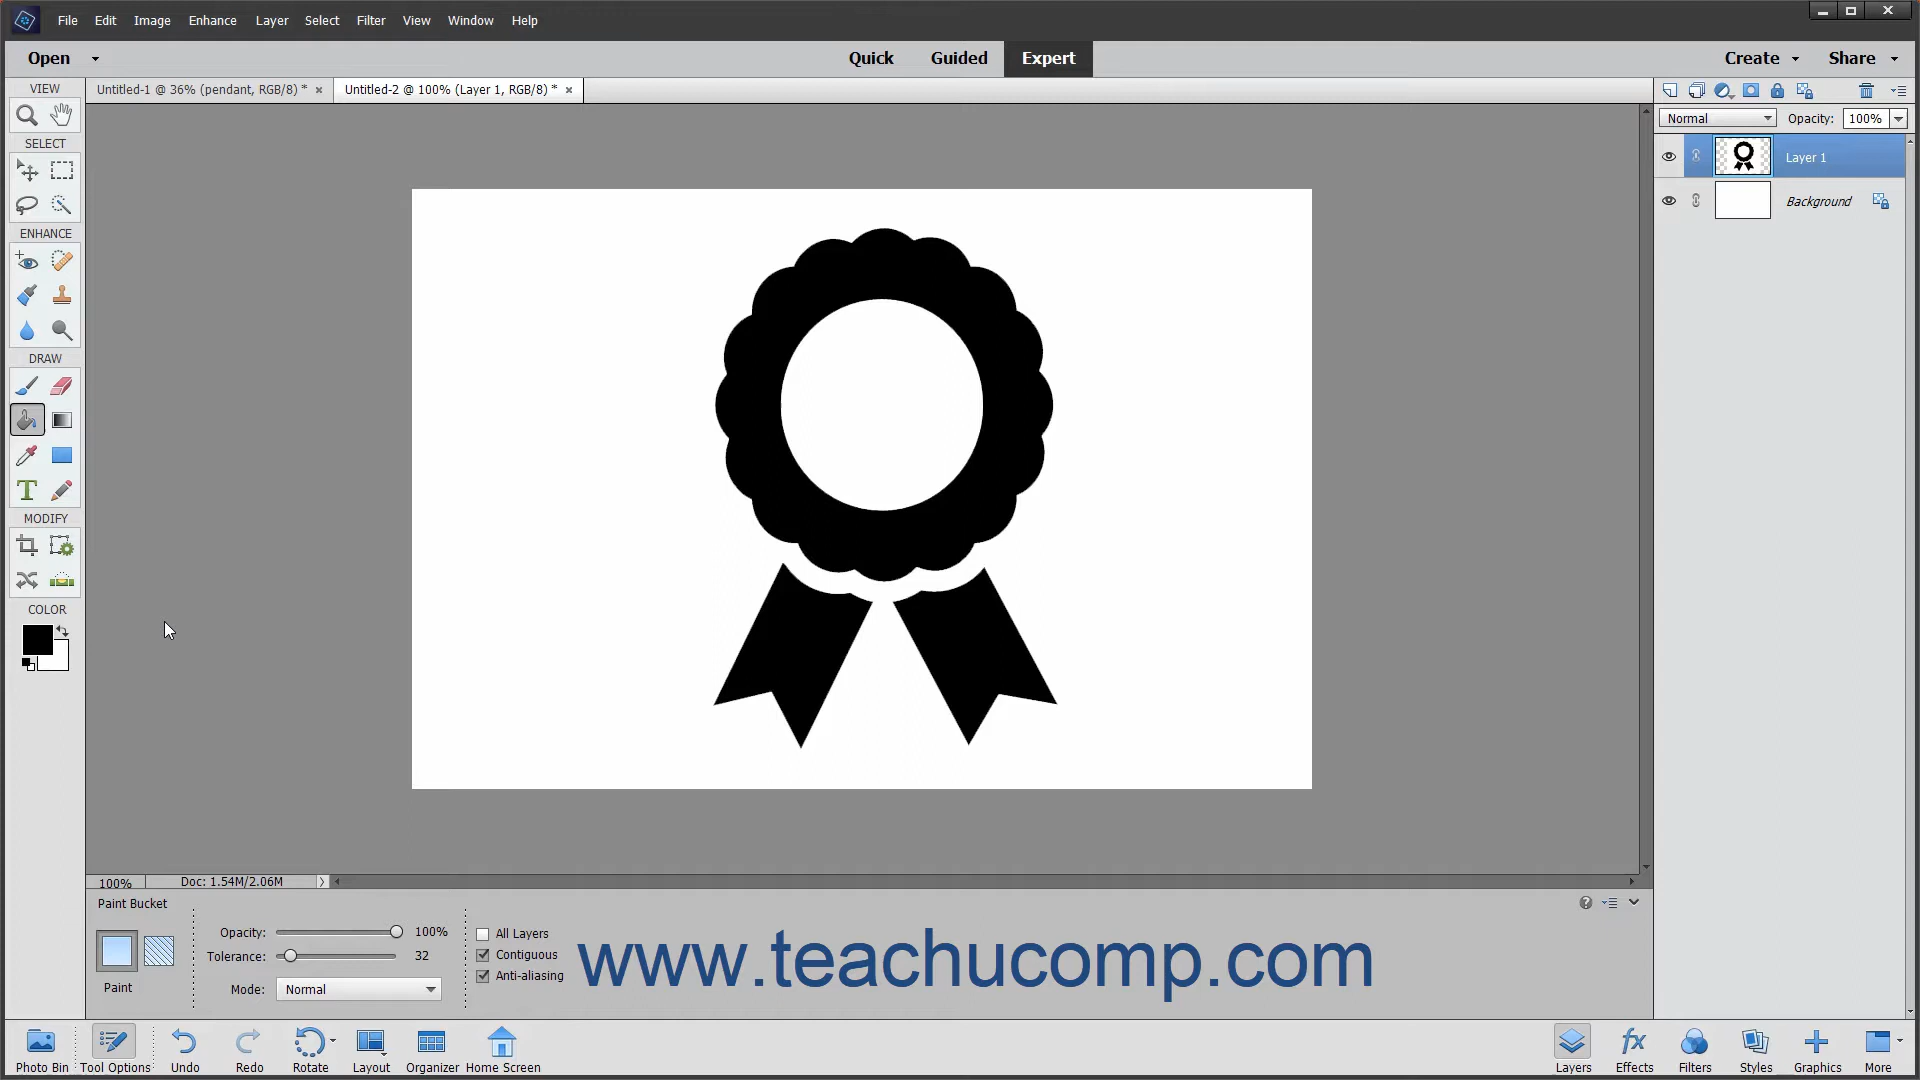 File Edit Image Enhance Layer Select Filter View Window Help
Open Quick Guided Expert Create Share
VIEW
Untitled-1 @ 36% (pendant, RGB/8) * × Untitled-2 @ 100% (Layer 1, RGB/8) * ×
Normal Opacity: 100%
SELECT
Layer 1
Background
ENHANCE
DRAW
T
MODIFY
COLOR
100% Doc: 1.54M/2.06M
Paint Bucket
Opacity: 100%
Tolerance: 32
Mode: Normal
Paint
All Layers
Contiguous
Anti-aliasing
www.teachucomp.com
Photo Bin Tool Options Undo Redo Rotate Layout Organizer Home Screen
fx
Layers Effects Filters Styles Graphics More